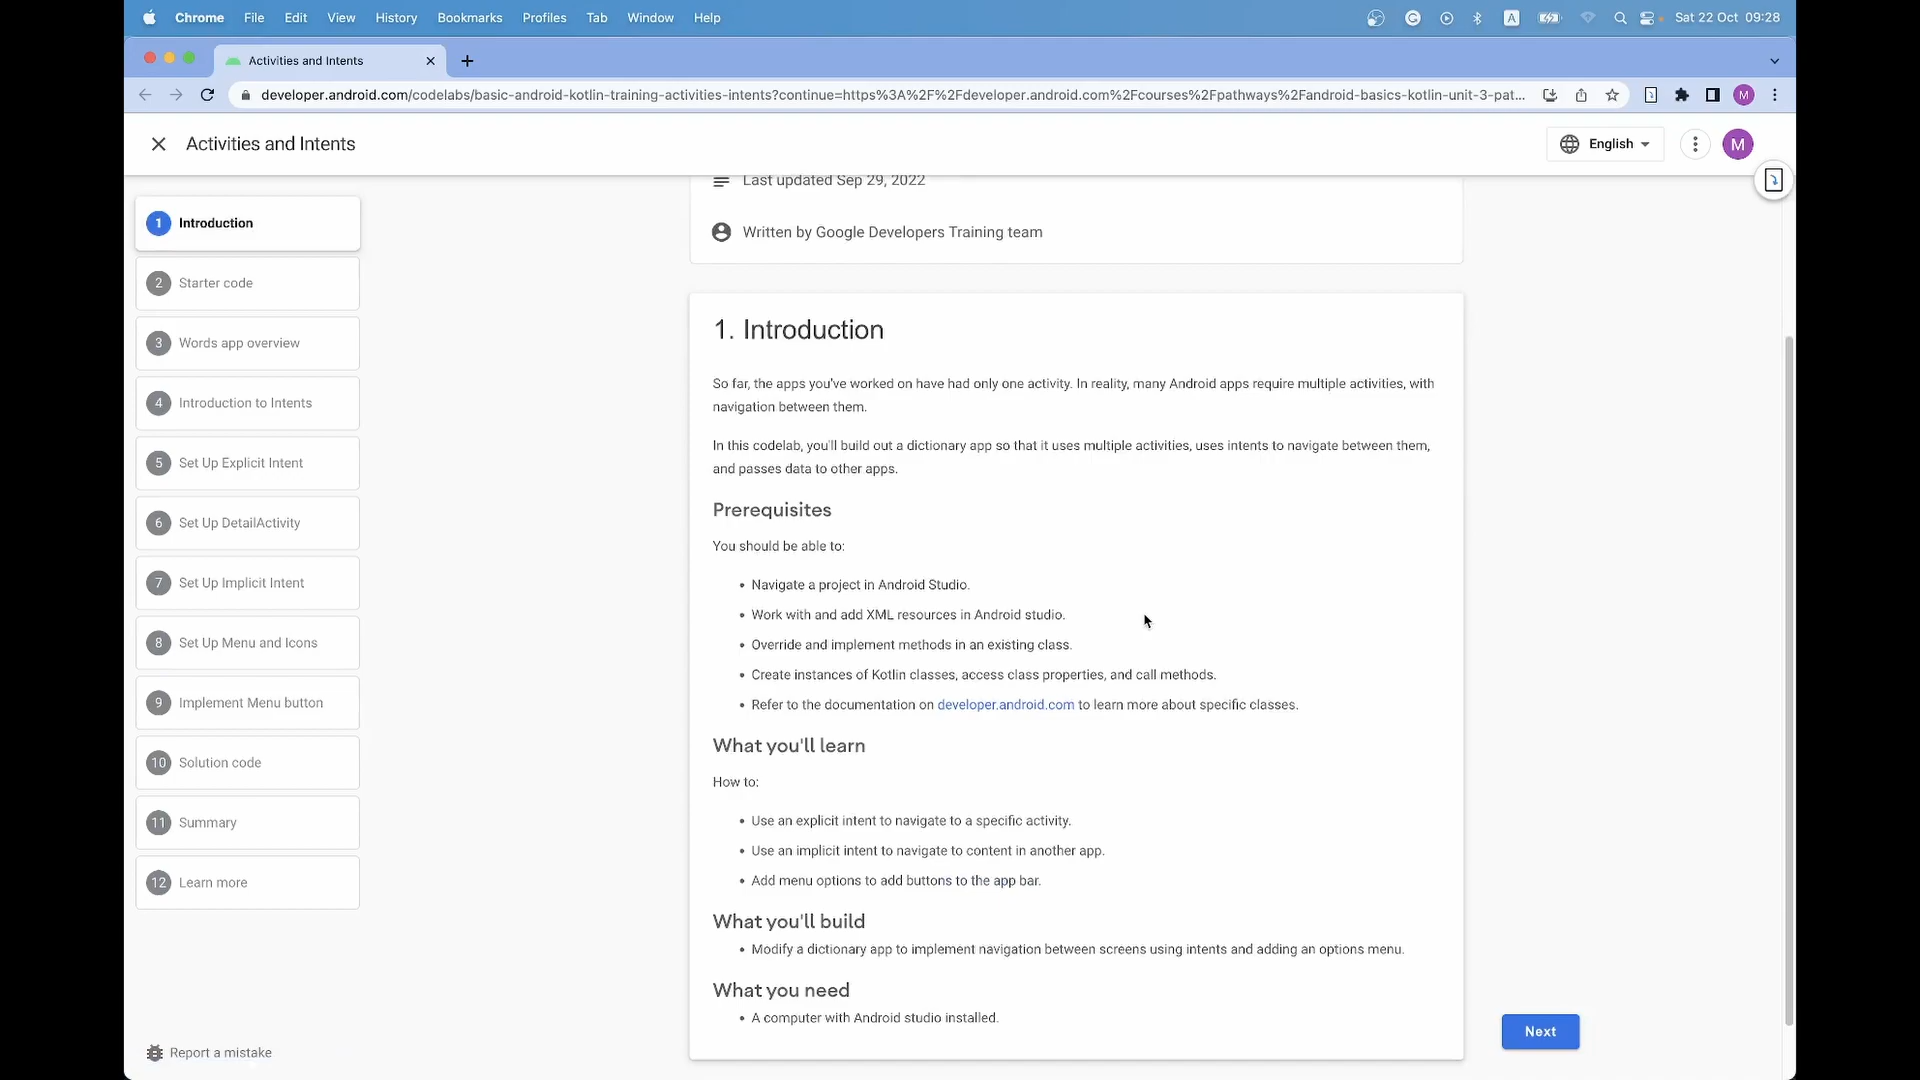 Chrome File Edit View History Bookmarks Profiles Tab Window Help A Sat 22 Oct 09:28
Activities and Intents
developer.android.com/codelabs/basic-android-kotlin-training-activities-intents?continue=https%3A%2F%2Fdeveloper.android.com%2Fcourses%2Fpathways%2Fandroid-basics-kotlin-unit-3-pat... M
Activities and Intents English M
Last updated Sep 29, 2022
Written by Google Developers Training team
1 Introduction
2 Starter code
3 Words app overview
4 Introduction to Intents
5 Set Up Explicit Intent
6 Set Up DetailActivity
7 Set Up Implicit Intent
8 Set Up Menu and Icons
9 Implement Menu button
10 Solution code
11 Summary
12 Learn more
Report a mistake
1. Introduction
So far, the apps you've worked on have had only one activity. In reality, many Android apps require multiple activities, with
navigation between them.
In this codelab, you'll build out a dictionary app so that it uses multiple activities, uses intents to navigate between them,
and passes data to other apps.
Prerequisites
You should be able to:
• Navigate a project in Android Studio.
• Work with and add XML resources in Android studio.
• Override and implement methods in an existing class.
• Create instances of Kotlin classes, access class properties, and call methods.
• Refer to the documentation on developer.android.com to learn more about specific classes.
What you'll learn
How to:
• Use an explicit intent to navigate to a specific activity.
• Use an implicit intent to navigate to content in another app.
• Add menu options to add buttons to the app bar.
What you'll build
• Modify a dictionary app to implement navigation between screens using intents and adding an options menu.
What you need
• A computer with Android studio installed.
Next